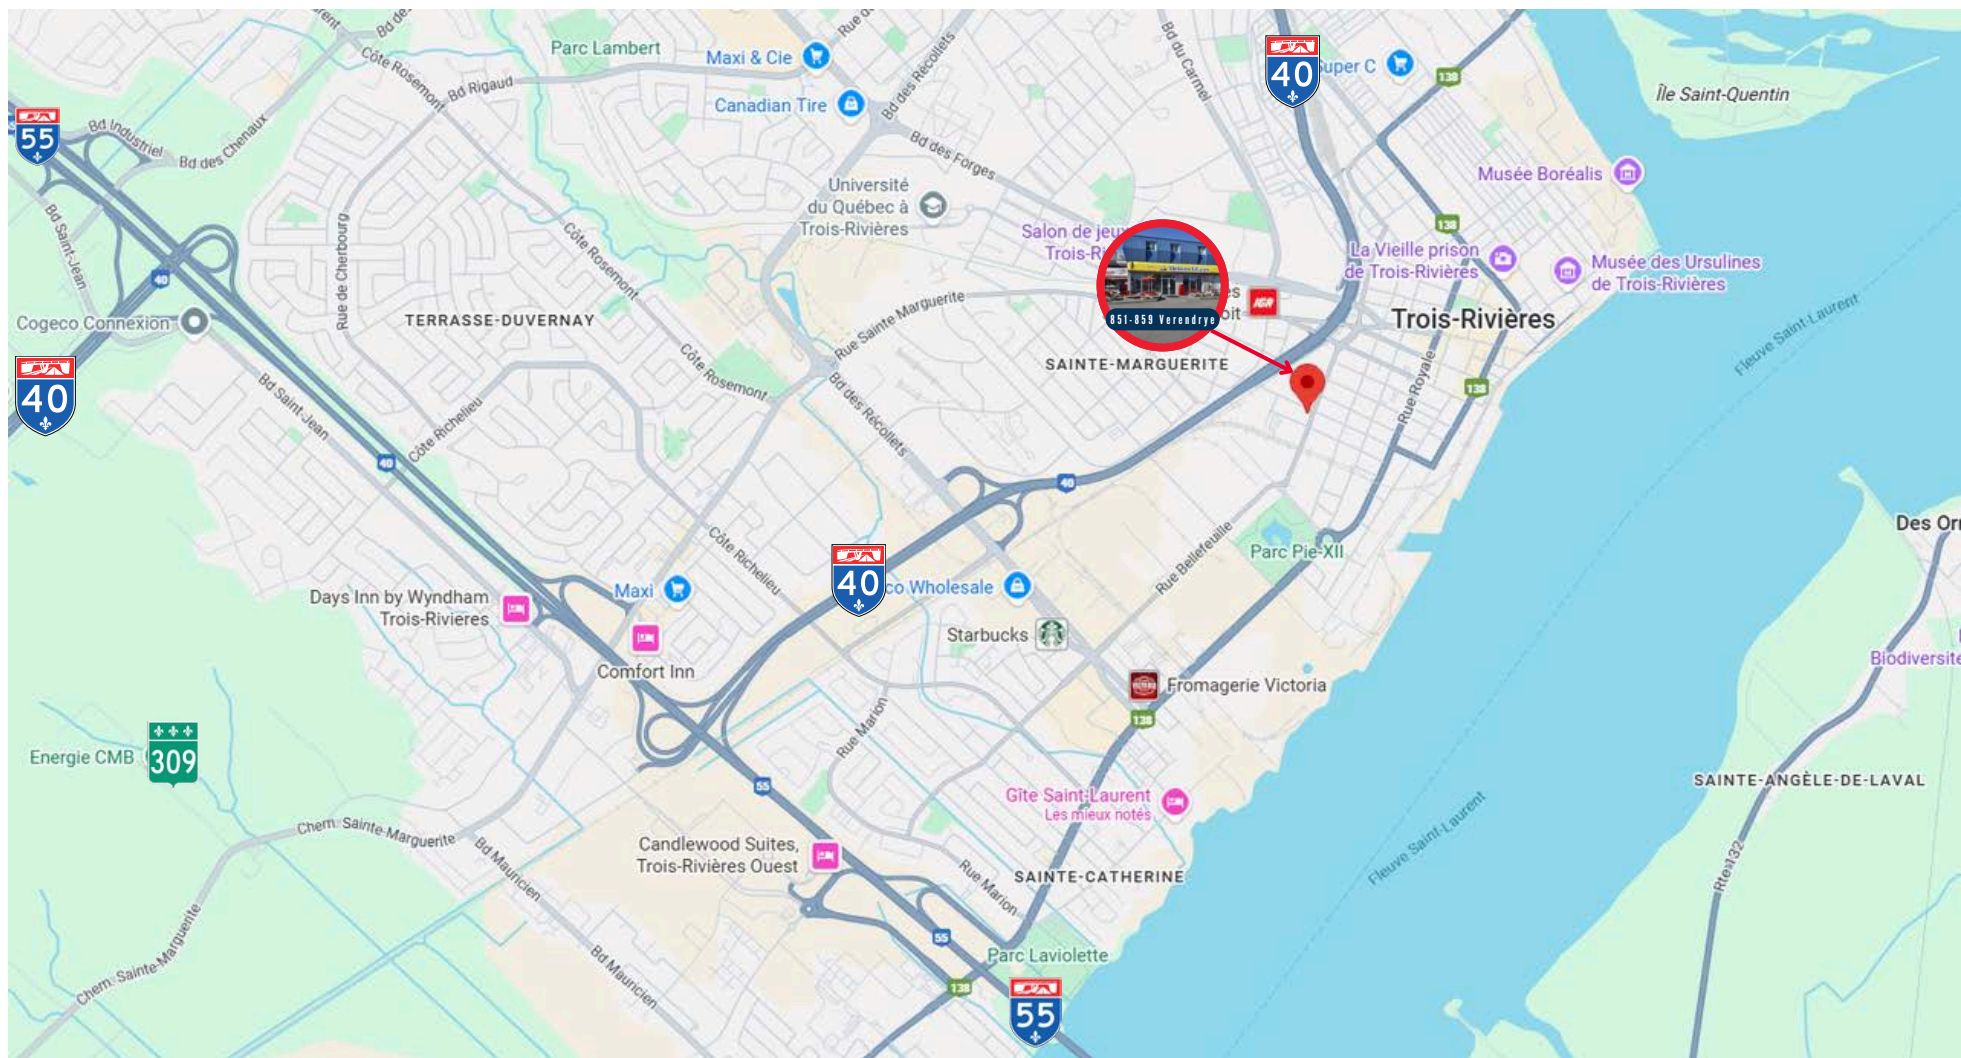 Parc Lambert
Maxi & Cie
Canadian Tire
Bd Rigaud
Côte Rosemont
Bd des Récollets
Bd du Carmel
40
Super C
138
Île Saint-Quentin
55
Bd Industriel
Bd des Chenaux
Bd des Forges
Université
du Québec à
Trois-Rivières
Musée Boréalis
Bd Saint-Jean
Rue de Cherbourg
Côte Rosemont
Salon de jeux
138
La Vieille prison
de Trois-Rivières
Musée des Ursulines
de Trois-Rivières
40
Cogeco Connexion
TERRASSE-DUVERNAY
Rue Sainte Marguerite
851-859 Verendrye
IGA
Trois-Rivières
Fleuve Saint-Laurent
SAINTE-MARGUERITE
Côte Rosemont
40
Bd Saint-Jean
Côte Richelieu
Bd des Récollets
Rue Royale
138
40
40
Des
Côte Richelieu
Rue Bellefeuille
Parc Pie-XII
Days Inn by Wyndham
Trois-Rivieres
Maxi
40
co Wholesale
Starbucks
Comfort Inn
Fromagerie Victoria
138
Biodiversité
Rue Marion
Energie CMB
309
55
SAINTE-ANGÈLE-DE-LAVAL
Gîte Saint-Laurent
Les mieux notés
Chem. Sainte-Marguerite
Bd Mauricien
Candlewood Suites,
Trois-Rivières Ouest
Rue Marion
SAINTE-CATHERINE
Fleuve Saint-Laurent
Rte 132
Chem. Sainte-Marguerite
Bd Mauricien
55
Parc Laviolette
138
55